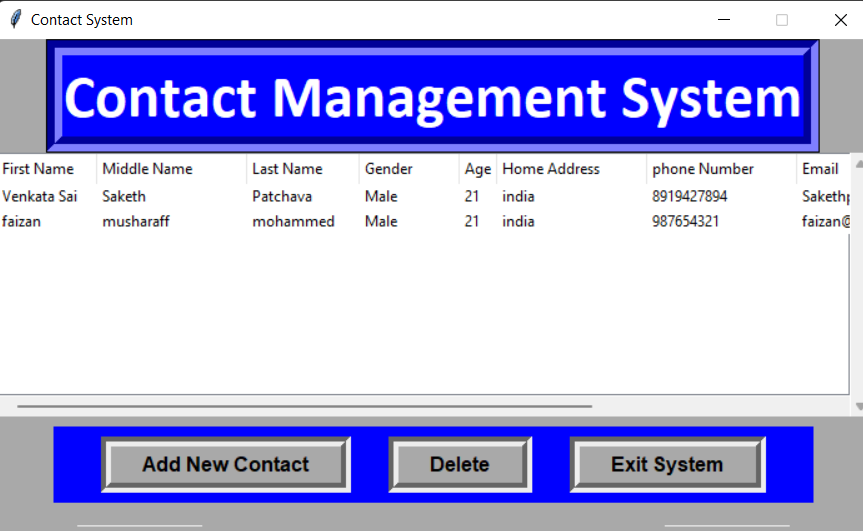 Contact System
Contact Management System
First Name Middle Name Last Name Gender Age Home Address phone Number Email
Venkata Sai Saketh Patchava Male 21 india 8919427894 Sakethp
faizan musharaff mohammed Male 21 india 987654321 faizan@
Add New Contact Delete Exit System